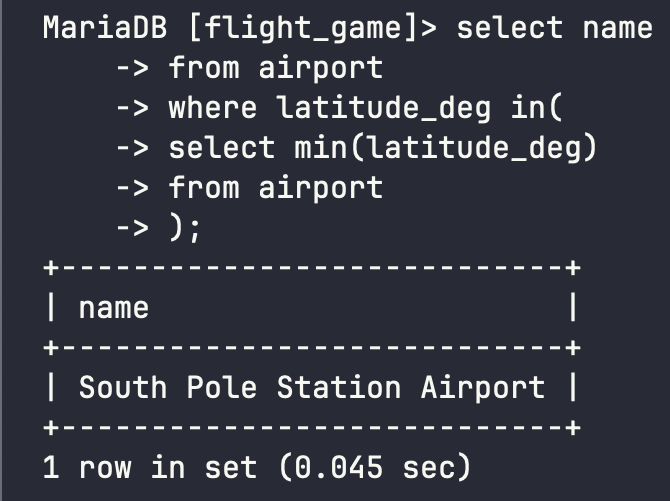 MariaDB [flight_game]> select name
    -> from airport
    -> where latitude_deg in(
    -> select min(latitude_deg)
    -> from airport
    -> );
+----------------------------+
| name                       |
+----------------------------+
| South Pole Station Airport |
+----------------------------+
1 row in set (0.045 sec)